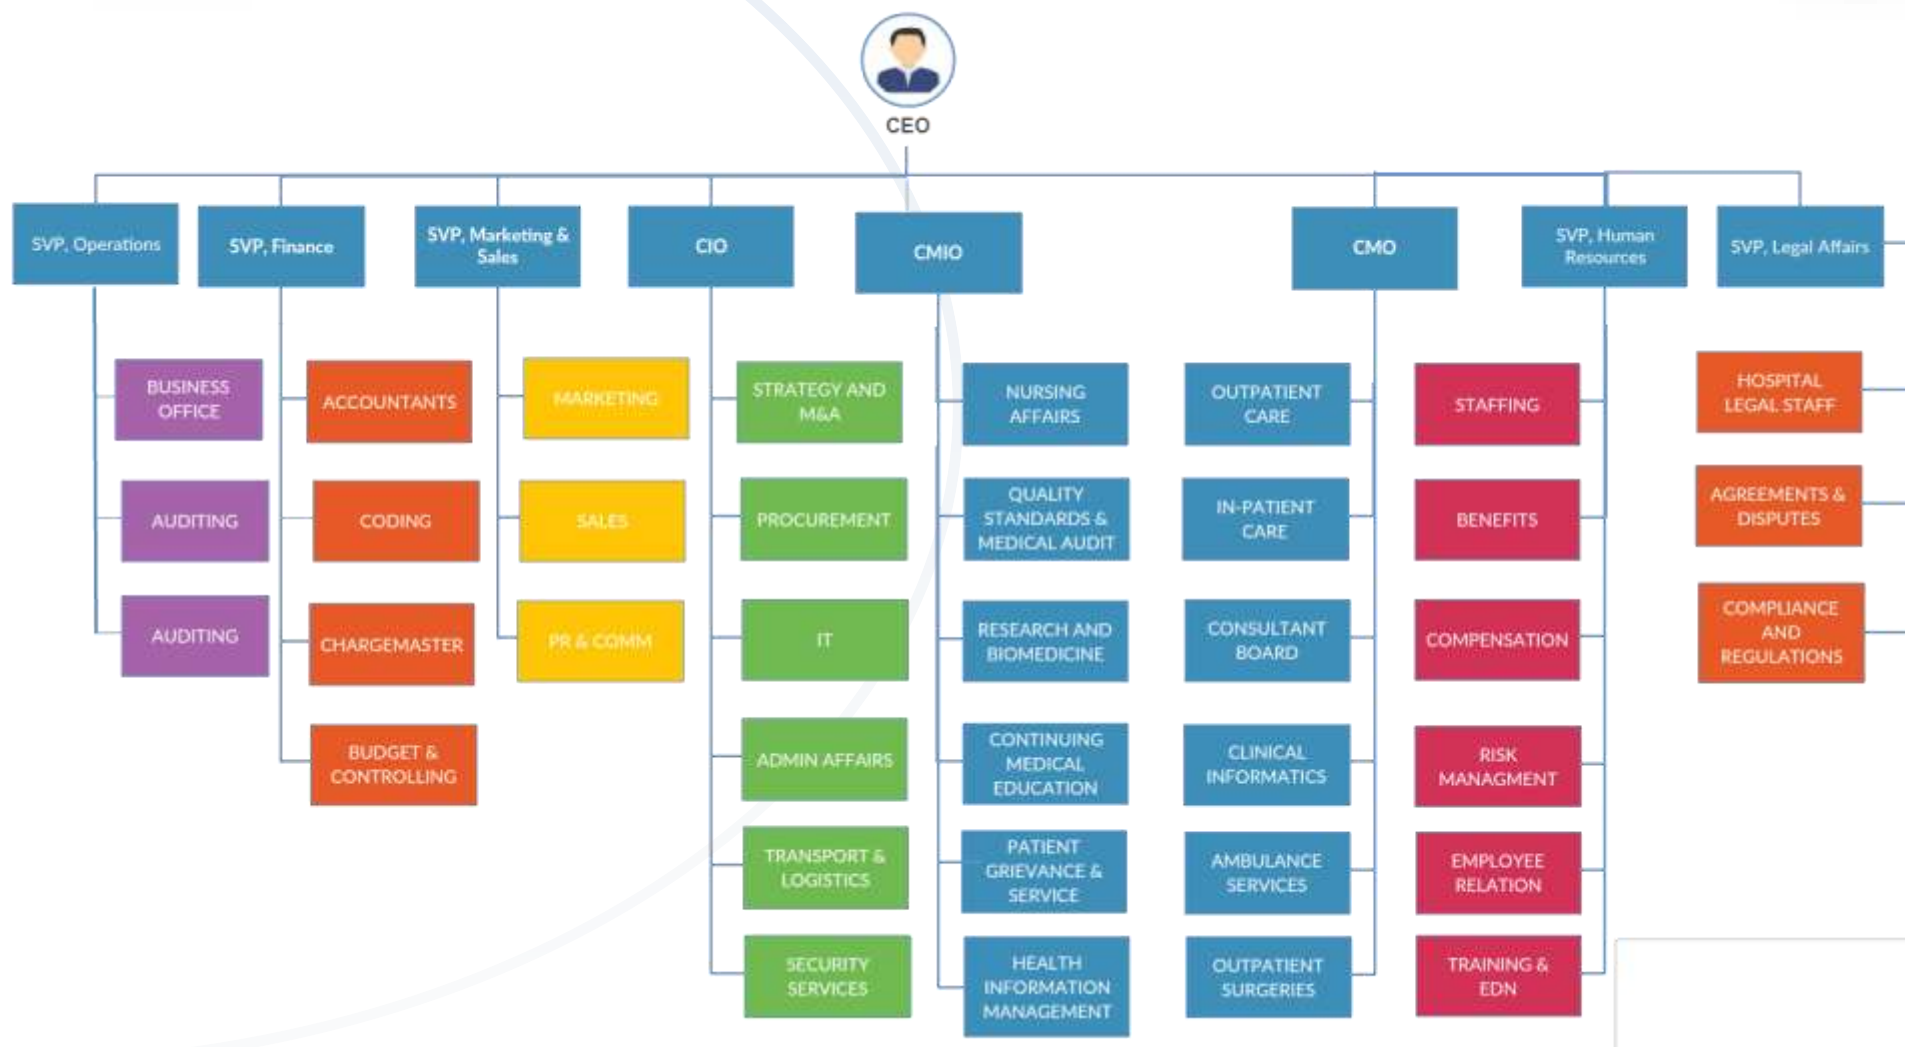 CEO
SVP, Operations
SVP, Finance
SVP, Marketing &
Sales
CIO
CMIO
CMO
SVP, Human
Resources
SVP, Legal Affairs
BUSINESS
OFFICE
AUDITING
AUDITING
ACCOUNTANTS
CODING
CHARGEMASTER
BUDGET &
CONTROLLING
MARKETING
SALES
PR & COMM
STRATEGY AND
M&A
PROCUREMENT
IT
ADMIN AFFAIRS
TRANSPORT &
LOGISTICS
SECURITY
SERVICES
NURSING
AFFAIRS
QUALITY
STANDARDS &
MEDICAL AUDIT
RESEARCH AND
BIOMEDICINE
CONTINUING
MEDICAL
EDUCATION
PATIENT
GRIEVANCE &
SERVICE
HEALTH
INFORMATION
MANAGEMENT
OUTPATIENT
CARE
IN-PATIENT
CARE
CONSULTANT
BOARD
CLINICAL
INFORMATICS
AMBULANCE
SERVICES
OUTPATIENT
SURGERIES
STAFFING
BENEFITS
COMPENSATION
RISK
MANAGMENT
EMPLOYEE
RELATION
TRAINING &
EDN
HOSPITAL
LEGAL STAFF
AGREEMENTS &
DISPUTES
COMPLIANCE
AND
REGULATIONS